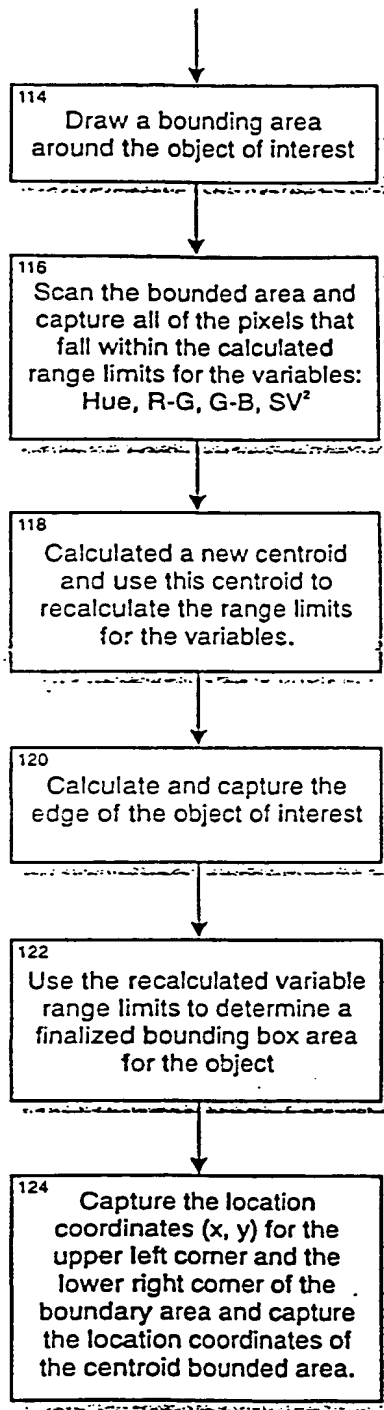 114
Draw a bounding area
around the object of interest
116
Scan the bounded area and
capture all of the pixels that
fall within the calculated
range limits for the variables:
Hue, R-G, G-B, SV²
118
Calculated a new centroid
and use this centroid to
recalculate the range limits
for the variables.
120
Calculate and capture the
edge of the object of interest
122
Use the recalculated variable
range limits to determine a
finalized bounding box area
for the object
124
Capture the location
coordinates (x, y) for the
upper left corner and the
lower right corner of the
boundary area and capture
the location coordinates of
the centroid bounded area.